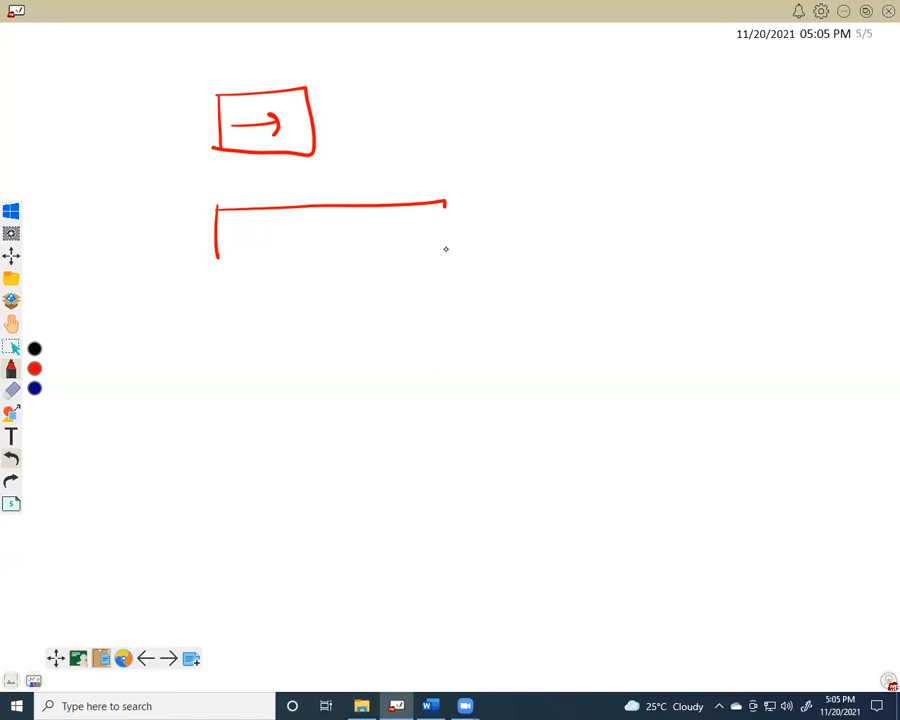 11/20/2021 05:05 PM 5/5
T
5
Type here to search
25°C Cloudy
5:05 PM
11/20/2021